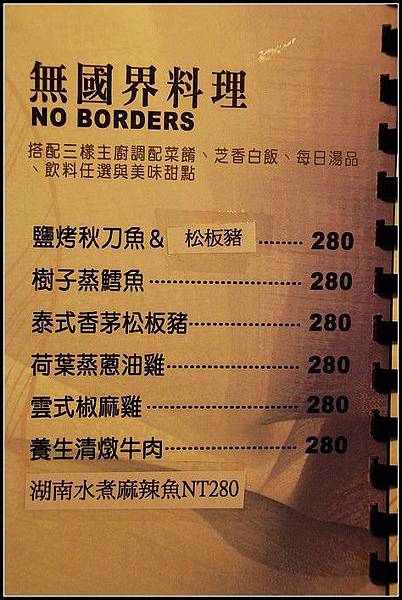 無國界料理
NO BORDERS
搭配三樣主廚調配菜餚、芝香白飯、每日湯品
、飲料任選與美味甜點
鹽烤秋刀魚& 松板豬 ······· 280
樹子蒸鱈魚 ···················· 280
泰式香茅松板豬 ·············· 280
荷葉蒸蔥油雞 ················· 280
雲式椒麻雞 ···················· 280
養生清燉牛肉 ················· 280
湖南水煮麻辣魚NT280